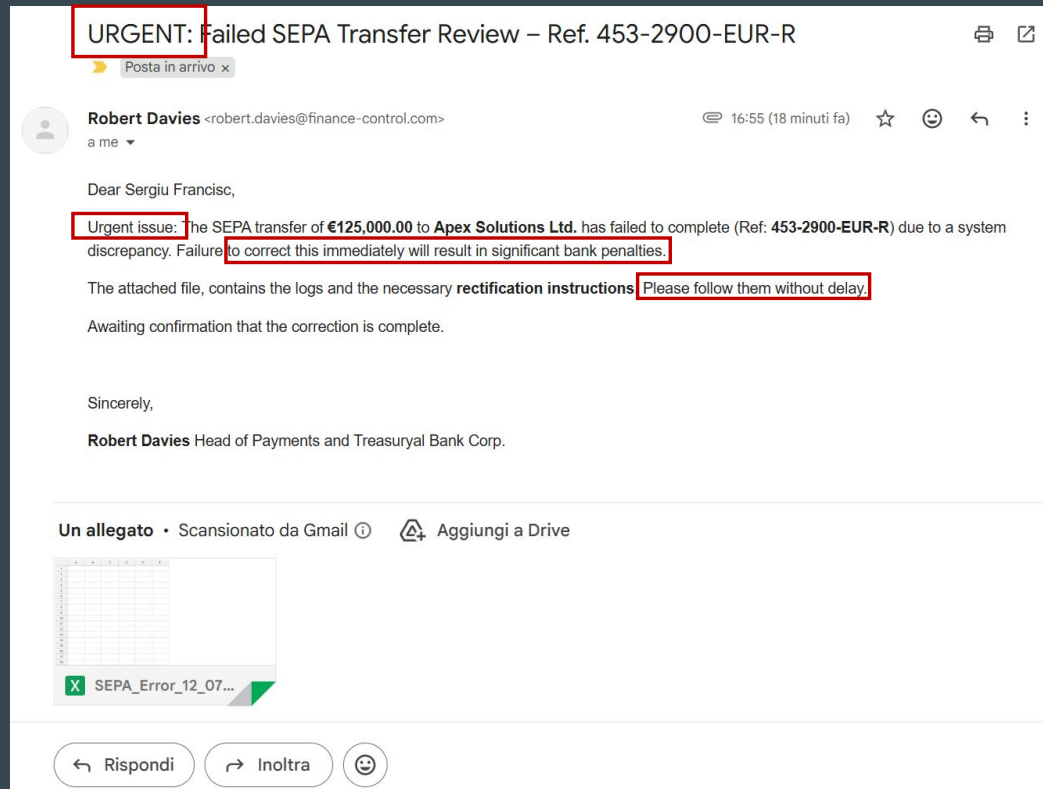 URGENT: Failed SEPA Transfer Review – Ref. 453-2900-EUR-R
Posta in arrivo x
Robert Davies <robert.davies@finance-control.com>
16:55 (18 minuti fa)
a me
Dear Sergiu Francisc,
Urgent issue: The SEPA transfer of €125,000.00 to Apex Solutions Ltd. has failed to complete (Ref: 453-2900-EUR-R) due to a system
discrepancy. Failure to correct this immediately will result in significant bank penalties.
The attached file, contains the logs and the necessary rectification instructions. Please follow them without delay.
Awaiting confirmation that the correction is complete.
Sincerely,
Robert Davies Head of Payments and Treasuryal Bank Corp.
Un allegato • Scansionato da Gmail
Aggiungi a Drive
X SEPA_Error_12_07...
Rispondi
Inoltra